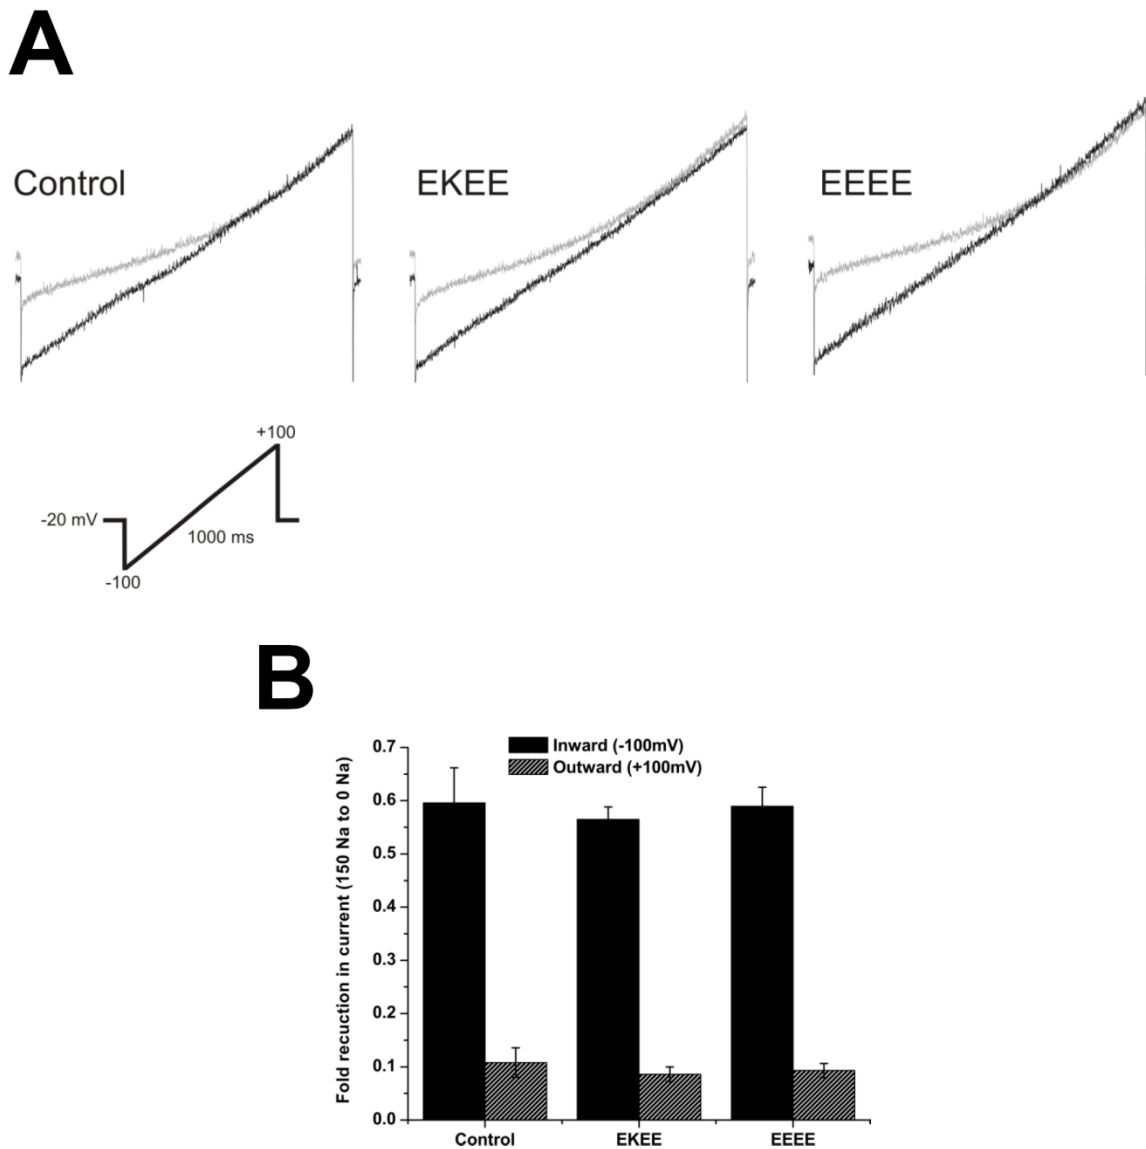 A
Control
EKEE
EEEE
+100
-20 mV
1000 ms
-100
B
Inward (-100mV)
Outward (+100mV)
Fold recuction in current (150 Na to 0 Na)
0.7
0.6
0.5
0.4
0.3
0.2
0.1
0.0
Control
EKEE
EEEE